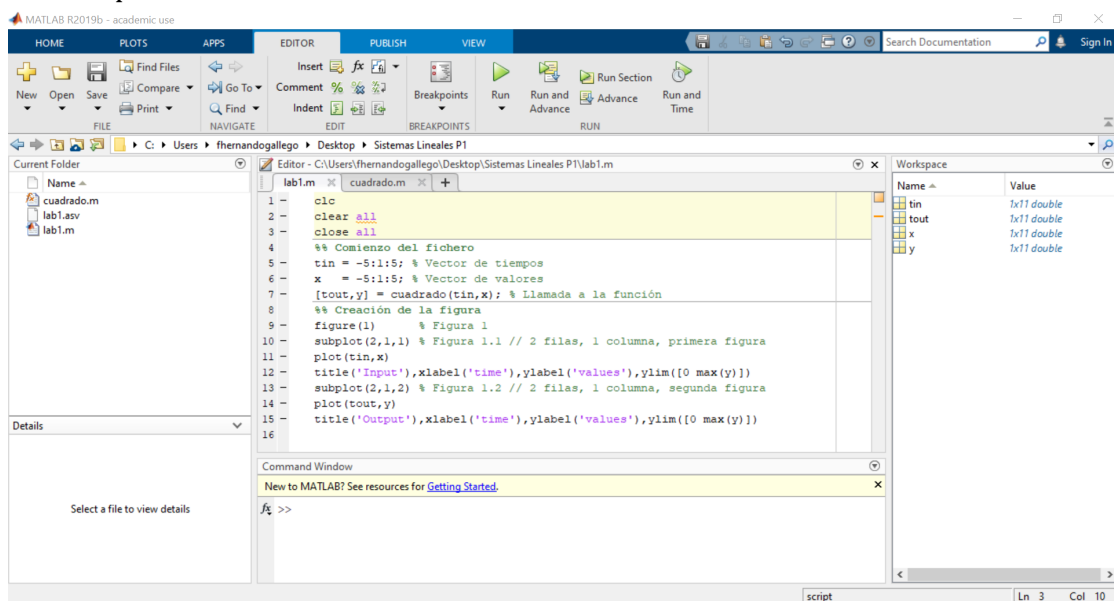 MATLAB R2019b - academic use
HOME PLOTS APPS EDITOR PUBLISH VIEW Search Documentation Sign In
New Open Save Find Files Compare Print
FILE
Go To Find
NAVIGATE
Insert fx
Comment % 
Indent
EDIT
Breakpoints
BREAKPOINTS
Run Run and Advance Run Section Advance Run and Time
RUN
C: Users fhernandogallego Desktop Sistemas Lineales P1
Current Folder
Name
cuadrado.m
lab1.asv
lab1.m
Details
Select a file to view details
Editor - C:\Users\fhernandogallego\Desktop\Sistemas Lineales P1\lab1.m
lab1.m cuadrado.m +
1 - clc
2 - clear all
3 - close all
4 %% Comienzo del fichero
5 - tin = -5:1:5; % Vector de tiempos
6 - x   = -5:1:5; % Vector de valores
7 - [tout,y] = cuadrado(tin,x); % Llamada a la función
8 %% Creación de la figura
9 - figure(1)      % Figura 1
10 - subplot(2,1,1) % Figura 1.1 // 2 filas, 1 columna, primera figura
11 - plot(tin,x)
12 - title('Input'),xlabel('time'),ylabel('values'),ylim([0 max(y)])
13 - subplot(2,1,2) % Figura 1.2 // 2 filas, 1 columna, segunda figura
14 - plot(tout,y)
15 - title('Output'),xlabel('time'),ylabel('values'),ylim([0 max(y)])
16
Command Window
New to MATLAB? See resources for Getting Started.
fx >>
Workspace
Name Value
tin 1x11 double
tout 1x11 double
x 1x11 double
y 1x11 double
script Ln 3 Col 10